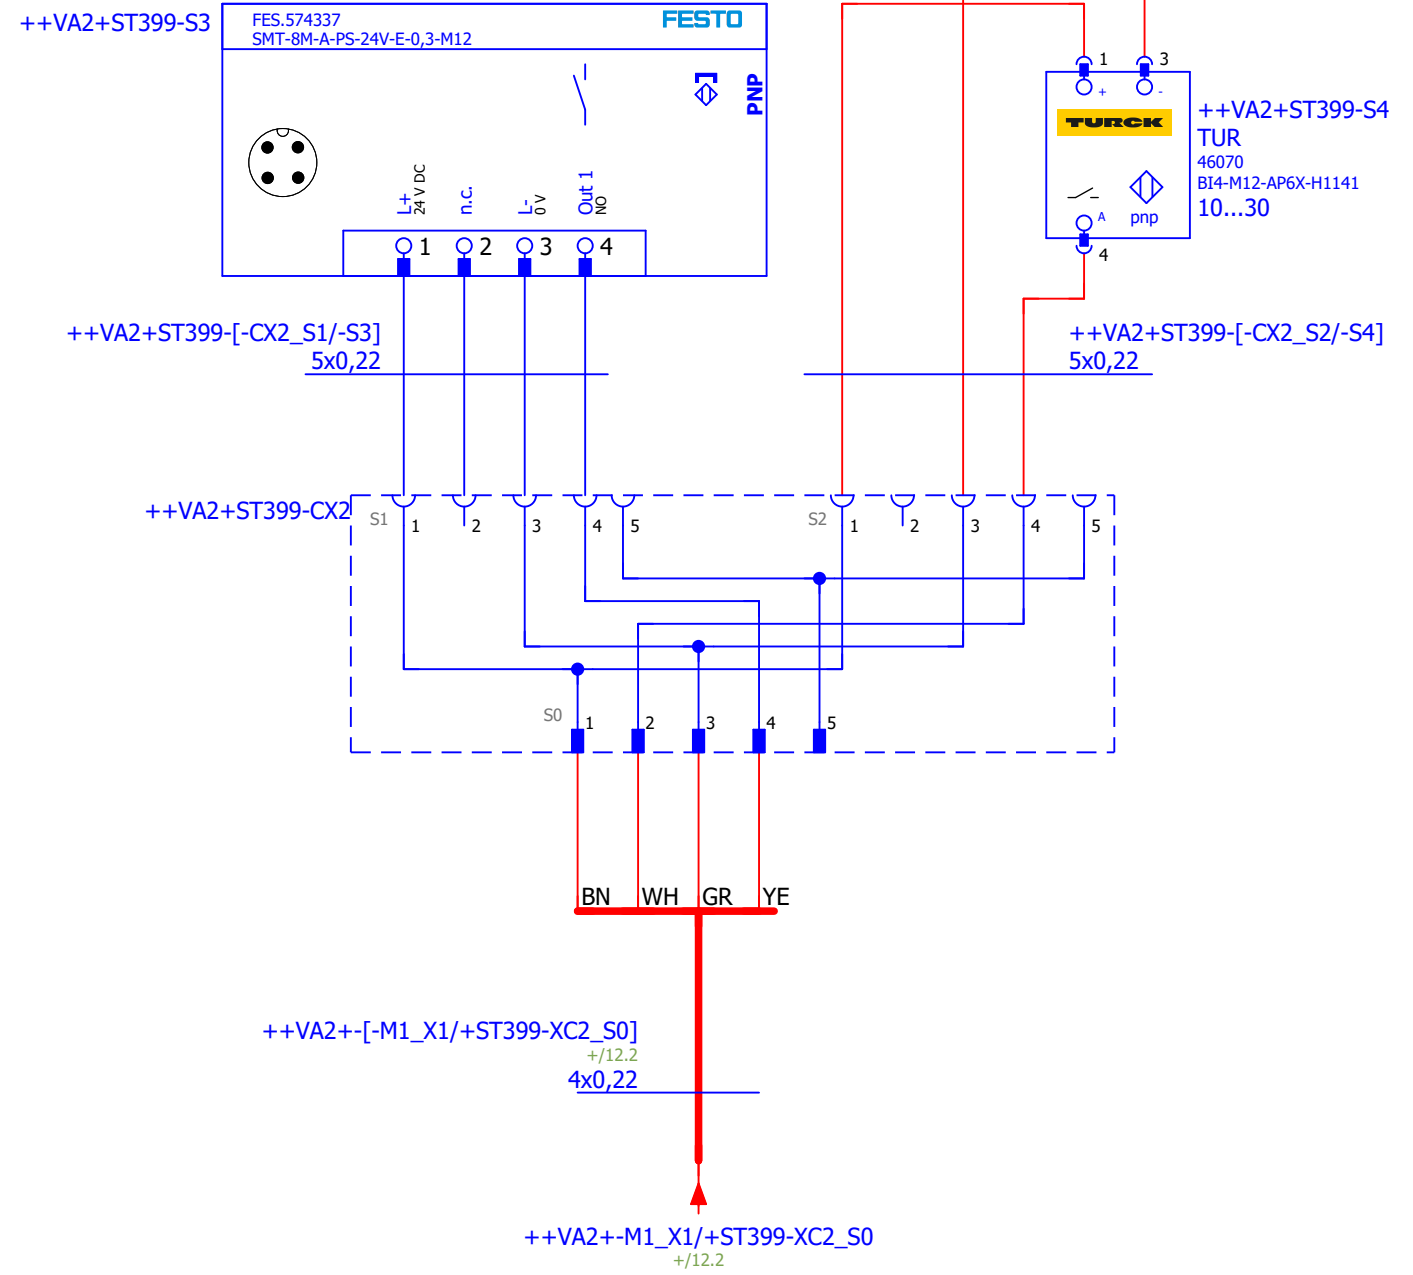 ++VA2+ST399-S3
FES.574337
SMT-8M-A-PS-24V-E-0,3-M12
FESTO
PNP
L+
24 V DC
n.c.
L-
0 V
Out 1
NO
1 2 3 4
1 3
+ -
TURCK
A
pnp
4
++VA2+ST399-S4
TUR
46070
BI4-M12-AP6X-H1141
10...30
++VA2+ST399-[-CX2_S1/-S3]
5x0,22
++VA2+ST399-[-CX2_S2/-S4]
5x0,22
++VA2+ST399-CX2
S1 1 2 3 4 5 S2 1 2 3 4 5
S0 1 2 3 4 5
BN WH GR YE
++VA2+-[-M1_X1/+ST399-XC2_S0]
+/12.2
4x0,22
++VA2+-M1_X1/+ST399-XC2_S0
+/12.2